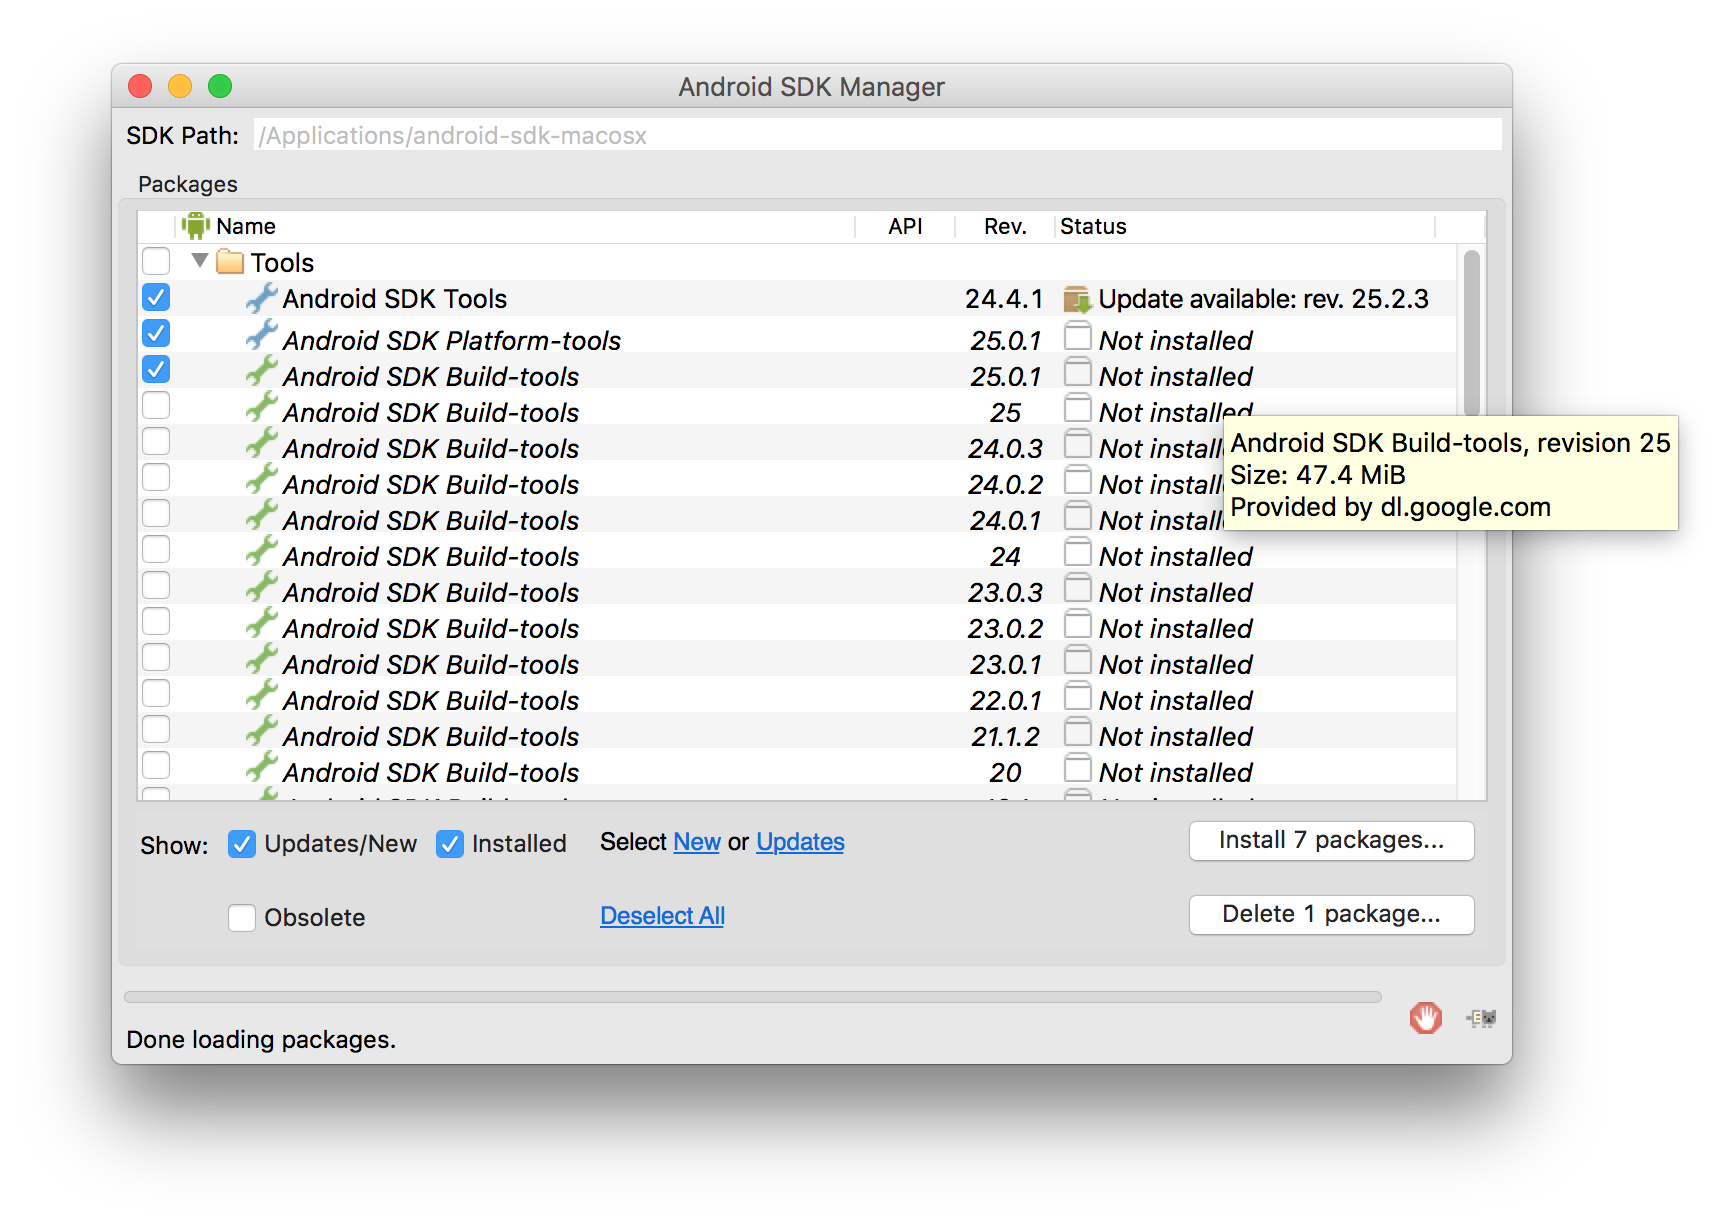 Android SDK Manager
SDK Path: /Applications/android-sdk-macosx
Packages
Name API Rev. Status
Tools
Android SDK Tools 24.4.1 Update available: rev. 25.2.3
Android SDK Platform-tools 25.0.1 Not installed
Android SDK Build-tools 25.0.1 Not installed
Android SDK Build-tools 25 Not installed
Android SDK Build-tools 24.0.3 Not
Android SDK Build-tools, revision 25
Android SDK Build-tools 24.0.2 Not
Size: 47.4 MiB
Android SDK Build-tools 24.0.1 Not
Provided by dl.google.com
Android SDK Build-tools 24 Not installed
Android SDK Build-tools 23.0.3 Not installed
Android SDK Build-tools 23.0.2 Not installed
Android SDK Build-tools 23.0.1 Not installed
Android SDK Build-tools 22.0.1 Not installed
Android SDK Build-tools 21.1.2 Not installed
Android SDK Build-tools 20 Not installed
Show: Updates/New Installed Select New or Updates Install 7 packages...
Obsolete Deselect All Delete 1 package...
Done loading packages.